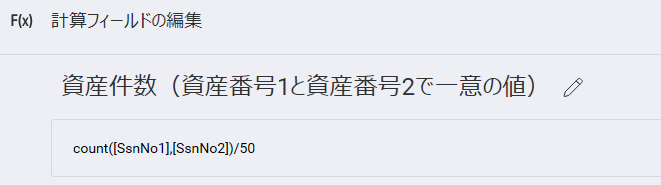 F(x) 計算フィールドの編集
資産件数（資産番号1と資産番号2で一意の値）
count([SsnNo1],[SsnNo2])/50